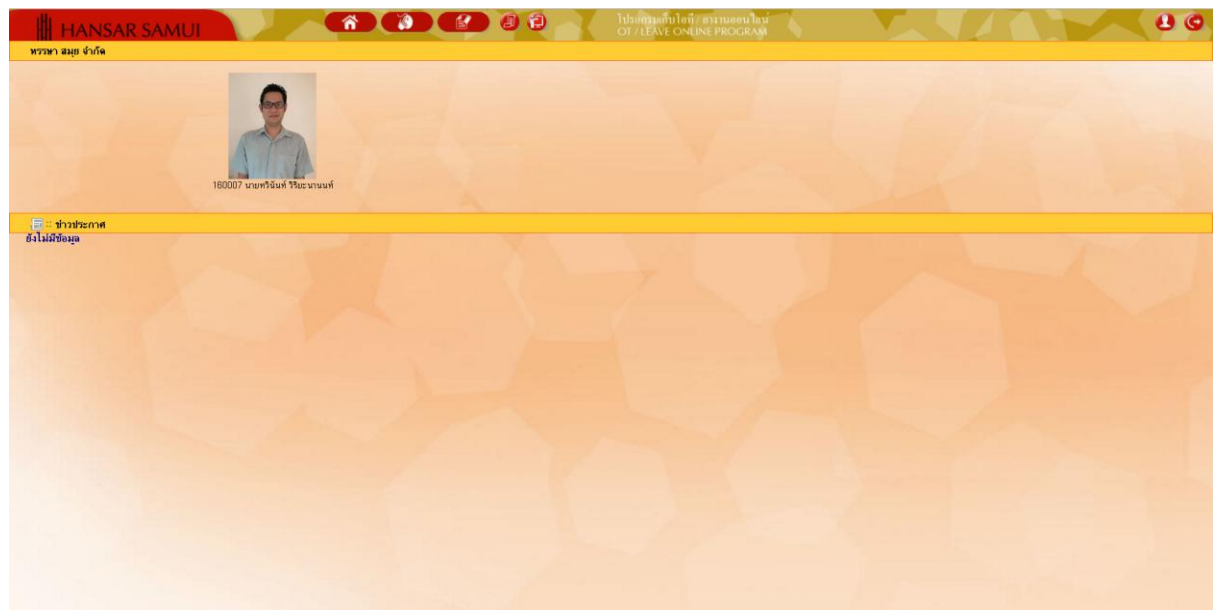 HANSAR SAMUI
โปรแกรมเก็บโอที / ลางานออนไลน์
OT / LEAVE ONLINE PROGRAM
หรรษา สมุย จำกัด
160007 นายทวินันท์ วิริยะนานนท์
:: ข่าวประกาศ
ยังไม่มีข้อมูล